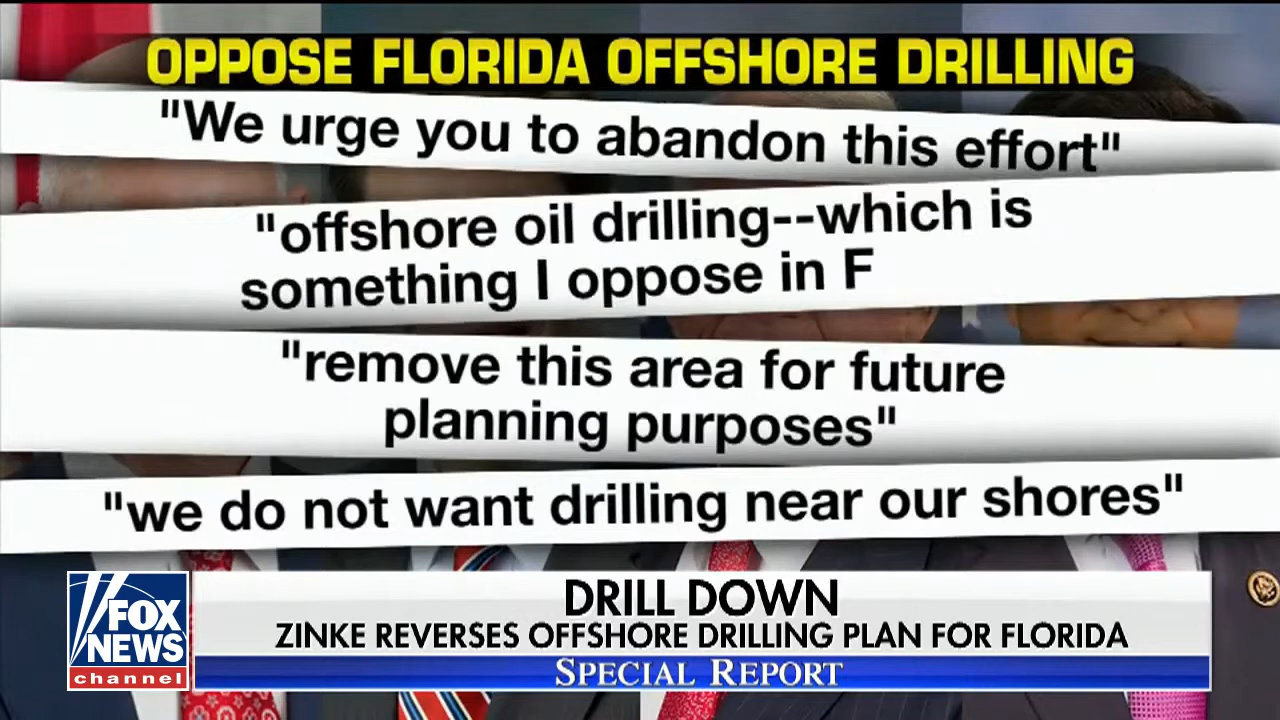 OPPOSE FLORIDA OFFSHORE DRILLING
"We urge you to abandon this effort"
"offshore oil drilling--which is
something I oppose in F
"remove this area for future
planning purposes"
"we do not want drilling near our shores"
DRILL DOWN
ZINKE REVERSES OFFSHORE DRILLING PLAN FOR FLORIDA
SPECIAL REPORT
FOX
NEWS
channel